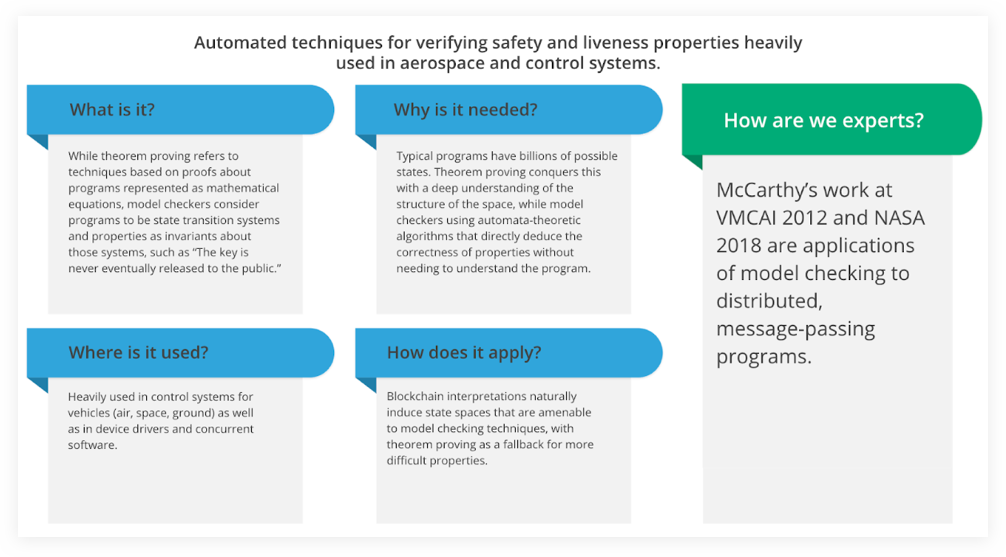 Automated techniques for verifying safety and liveness properties heavily
used in aerospace and control systems.
What is it?
While theorem proving refers to
techniques based on proofs about
programs represented as mathematical
equations, model checkers consider
programs to be state transition systems
and properties as invariants about
those systems, such as “The key is
never eventually released to the public.”
Why is it needed?
Typical programs have billions of possible
states. Theorem proving conquers this
with a deep understanding of the
structure of the space, while model
checkers using automata-theoretic
algorithms that directly deduce the
correctness of properties without
needing to understand the program.
How are we experts?
McCarthy’s work at
VMCAI 2012 and NASA
2018 are applications
of model checking to
distributed,
message-passing
programs.
Where is it used?
Heavily used in control systems for
vehicles (air, space, ground) as well
as in device drivers and concurrent
software.
How does it apply?
Blockchain interpretations naturally
induce state spaces that are amenable
to model checking techniques, with
theorem proving as a fallback for more
difficult properties.